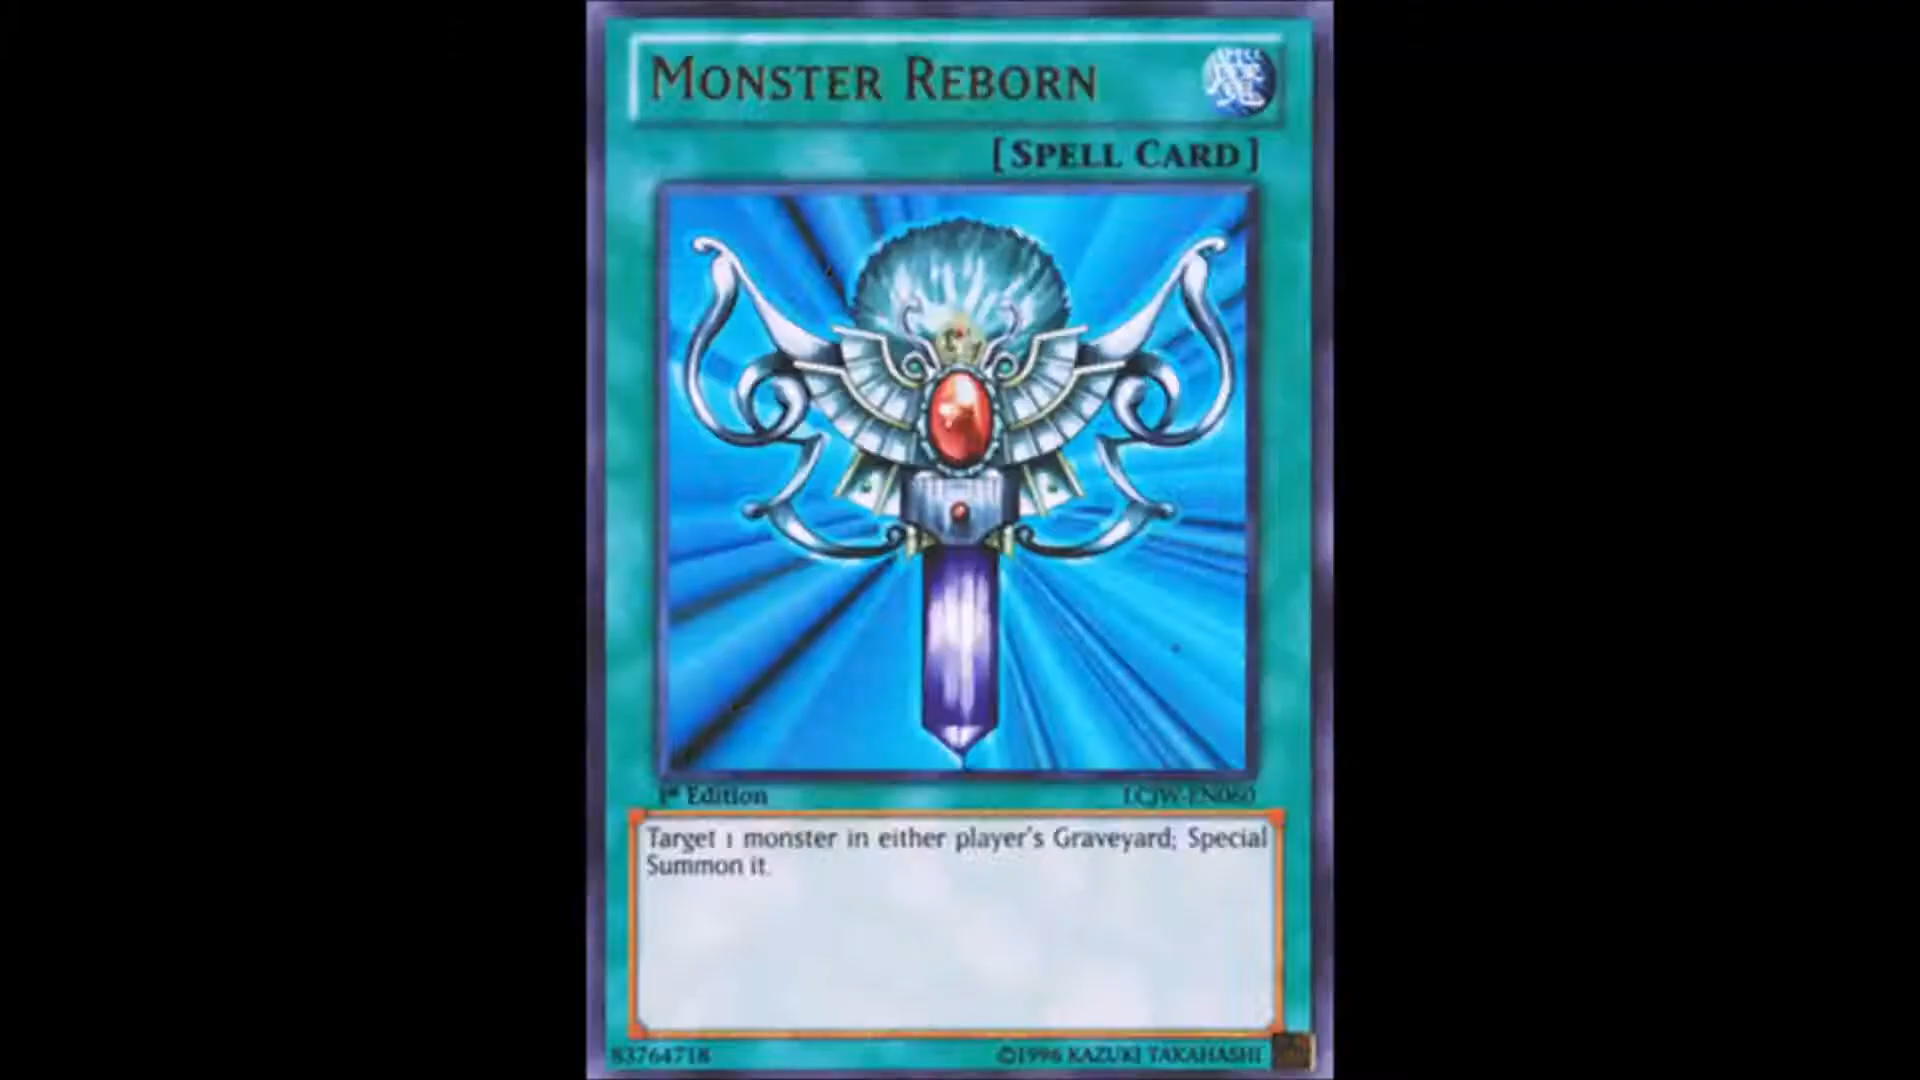 MONSTER REBORN
[SPELL CARD]
1st Edition
LCJW-EN060
Target 1 monster in either player's Graveyard; Special
Summon it.
83764718
©1996 KAZUKI TAKAHASHI